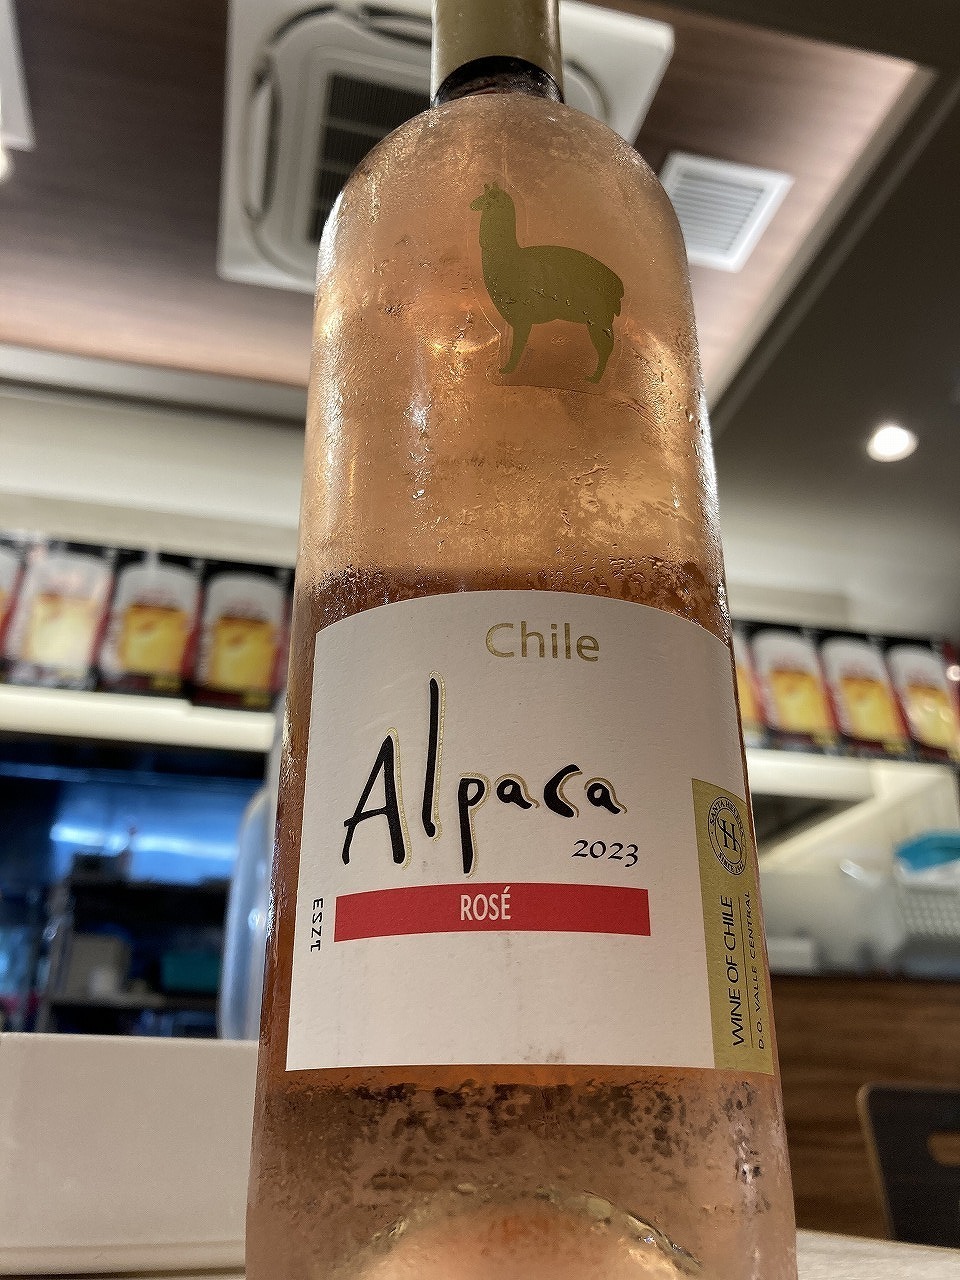 Chile
Alpaca
2023
ROSÉ
WINE OF CHILE
D.O. VALLE CENTRAL